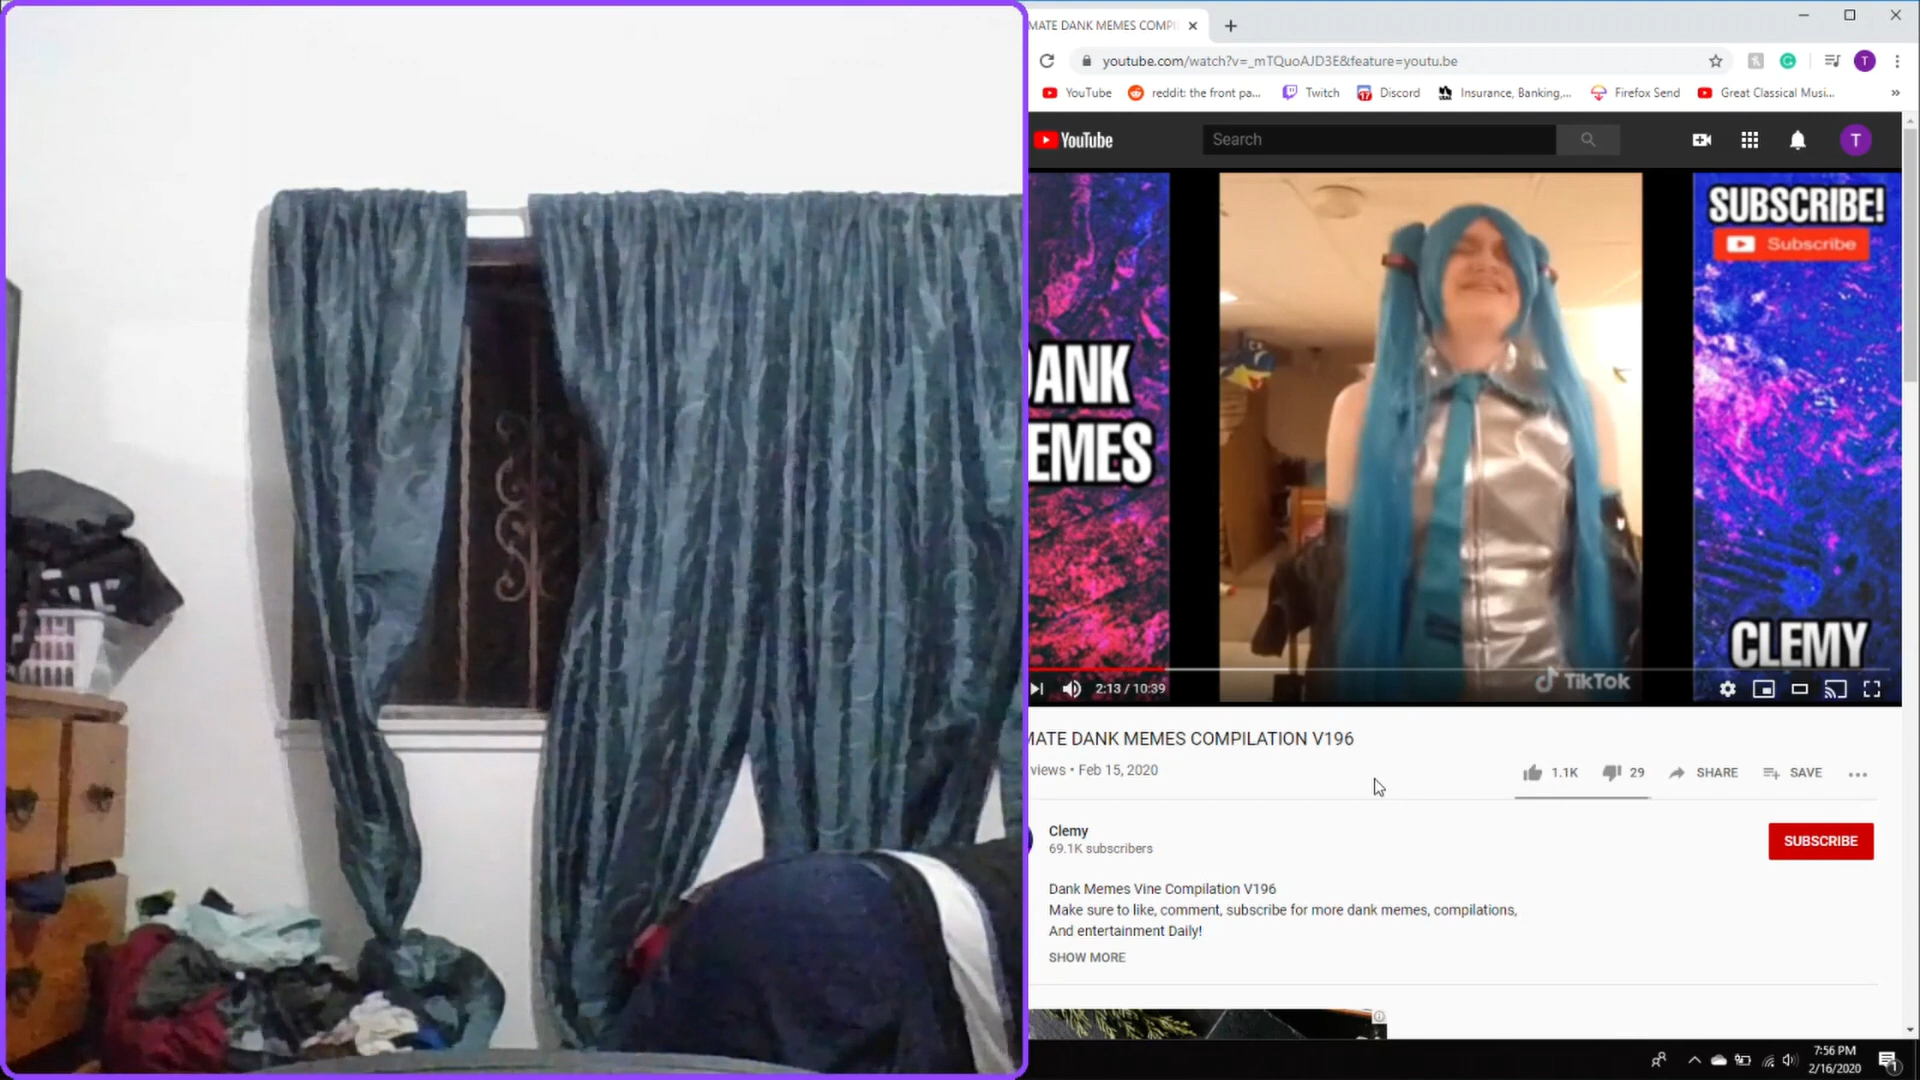 MATE DANK MEMES COMPI
youtube.com/watch?v=_mTQuoAJD3E&feature=youtu.be
T
YouTube
reddit: the front pa...
Twitch
17
Discord
Insurance, Banking,...
Firefox Send
Great Classical Musi...
»
YouTube
Search
T
SUBSCRIBE!
Subscribe
DANK
EMES
CLEMY
TikTok
2:13 / 10:39
MATE DANK MEMES COMPILATION V196
views • Feb 15, 2020
1.1K
29
SHARE
SAVE
Clemy
69.1K subscribers
SUBSCRIBE
Dank Memes Vine Compilation V196
Make sure to like, comment, subscribe for more dank memes, compilations,
And entertainment Daily!
SHOW MORE
7:56 PM
2/16/2020
1